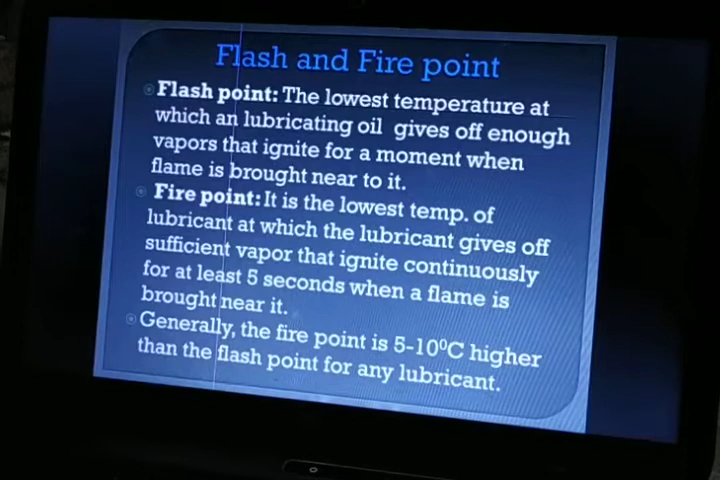 Flash and Fire point
Flash point: The lowest temperature at
which an lubricating oil gives off enough
vapors that ignite for a moment when
flame is brought near to it.
Fire point: It is the lowest temp. of
lubricant at which the lubricant gives off
sufficient vapor that ignite continuously
for at least 5 seconds when a flame is
brought near it.
Generally, the fire point is 5-10⁰C higher
than the flash point for any lubricant.